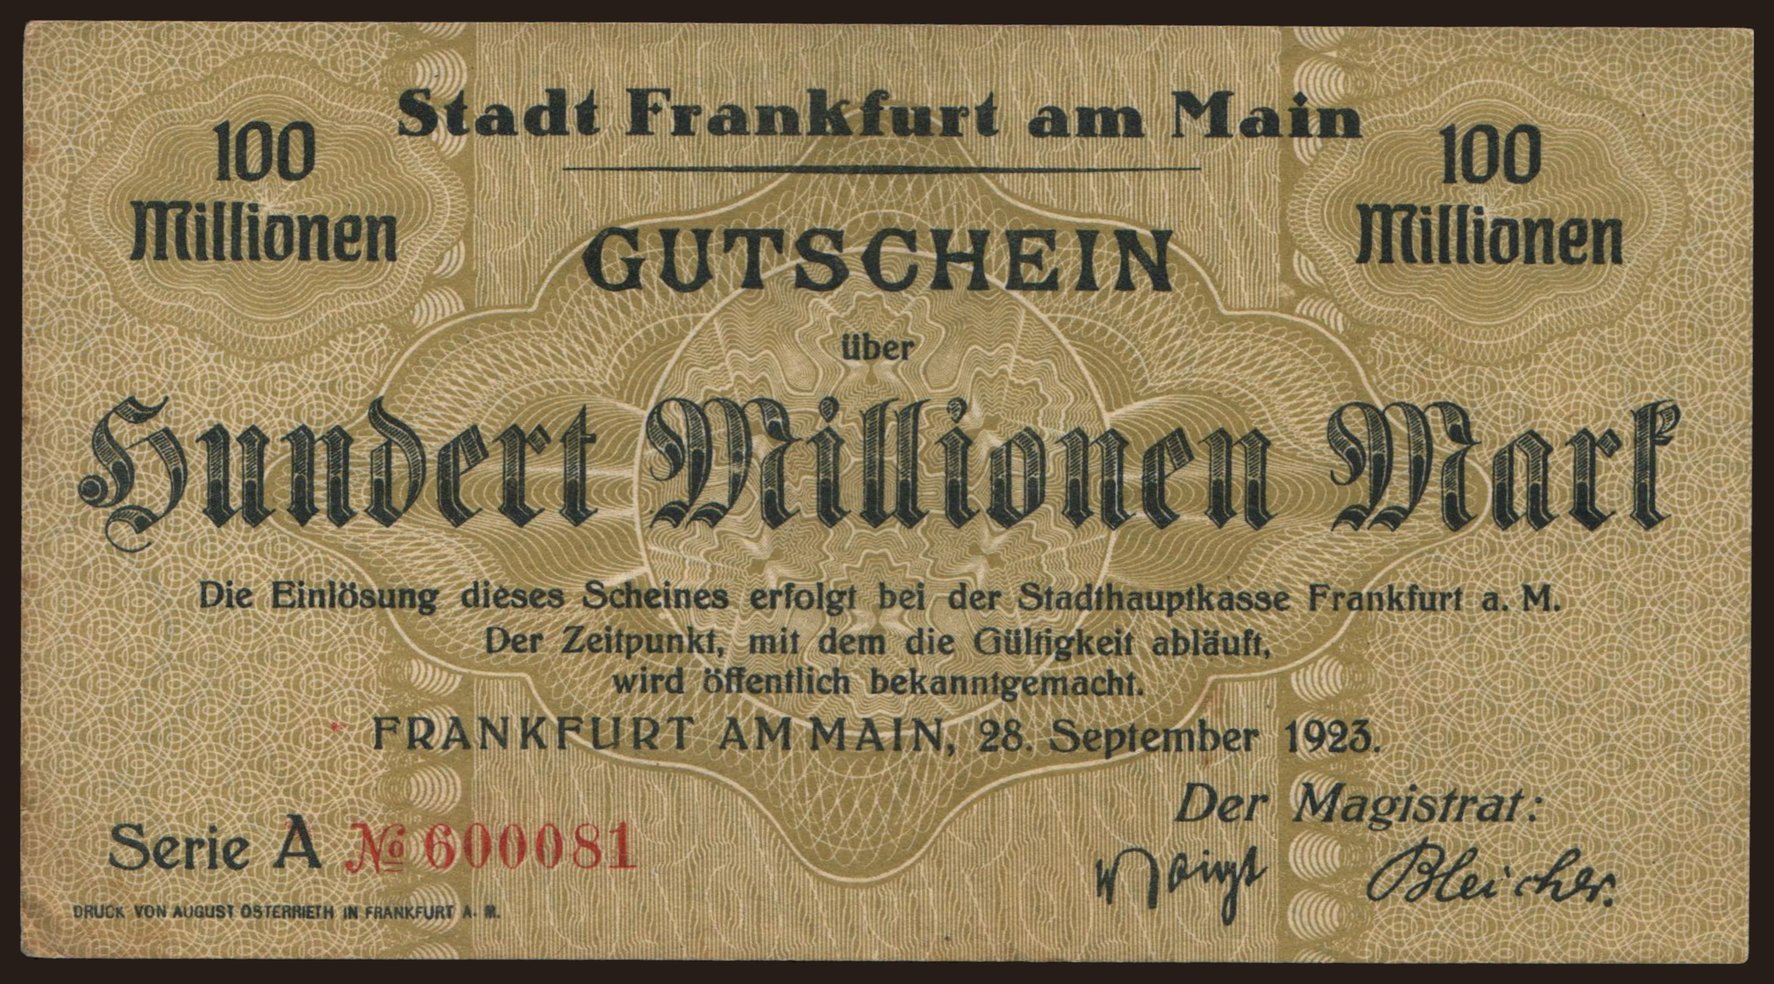 Stadt Frankfurt am Main
100 Millionen
100 Millionen
GUTSCHEIN
über
Hundert Millionen Mark
Die Einlösung dieses Scheines erfolgt bei der Stadthauptkasse Frankfurt a. M.
Der Zeitpunkt, mit dem die Gültigkeit abläuft,
wird öffentlich bekanntgemacht.
FRANKFURT AM MAIN, 28. September 1923.
Der Magistrat:
Serie A № 600081
Voigt Bleicher.
DRUCK VON AUGUST OSTERRIETH IN FRANKFURT A. M.